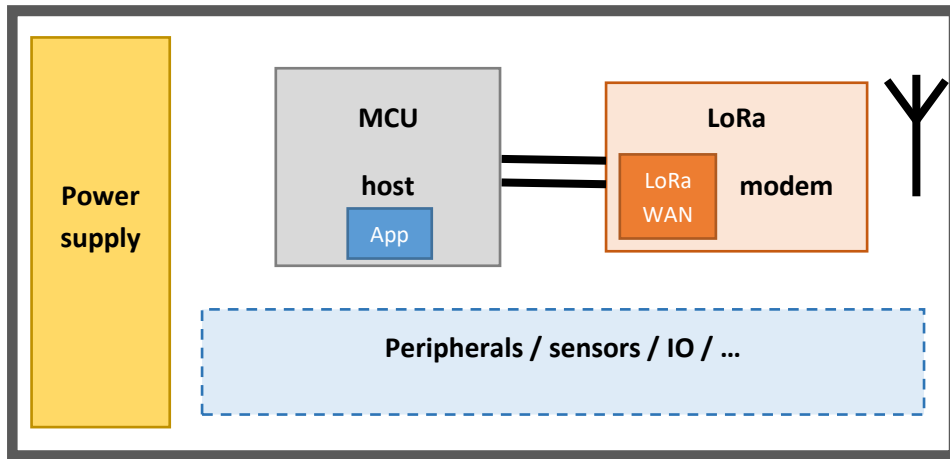 Power
supply
MCU
host
App
LoRa
modem
LoRa
WAN
Peripherals / sensors / IO / …